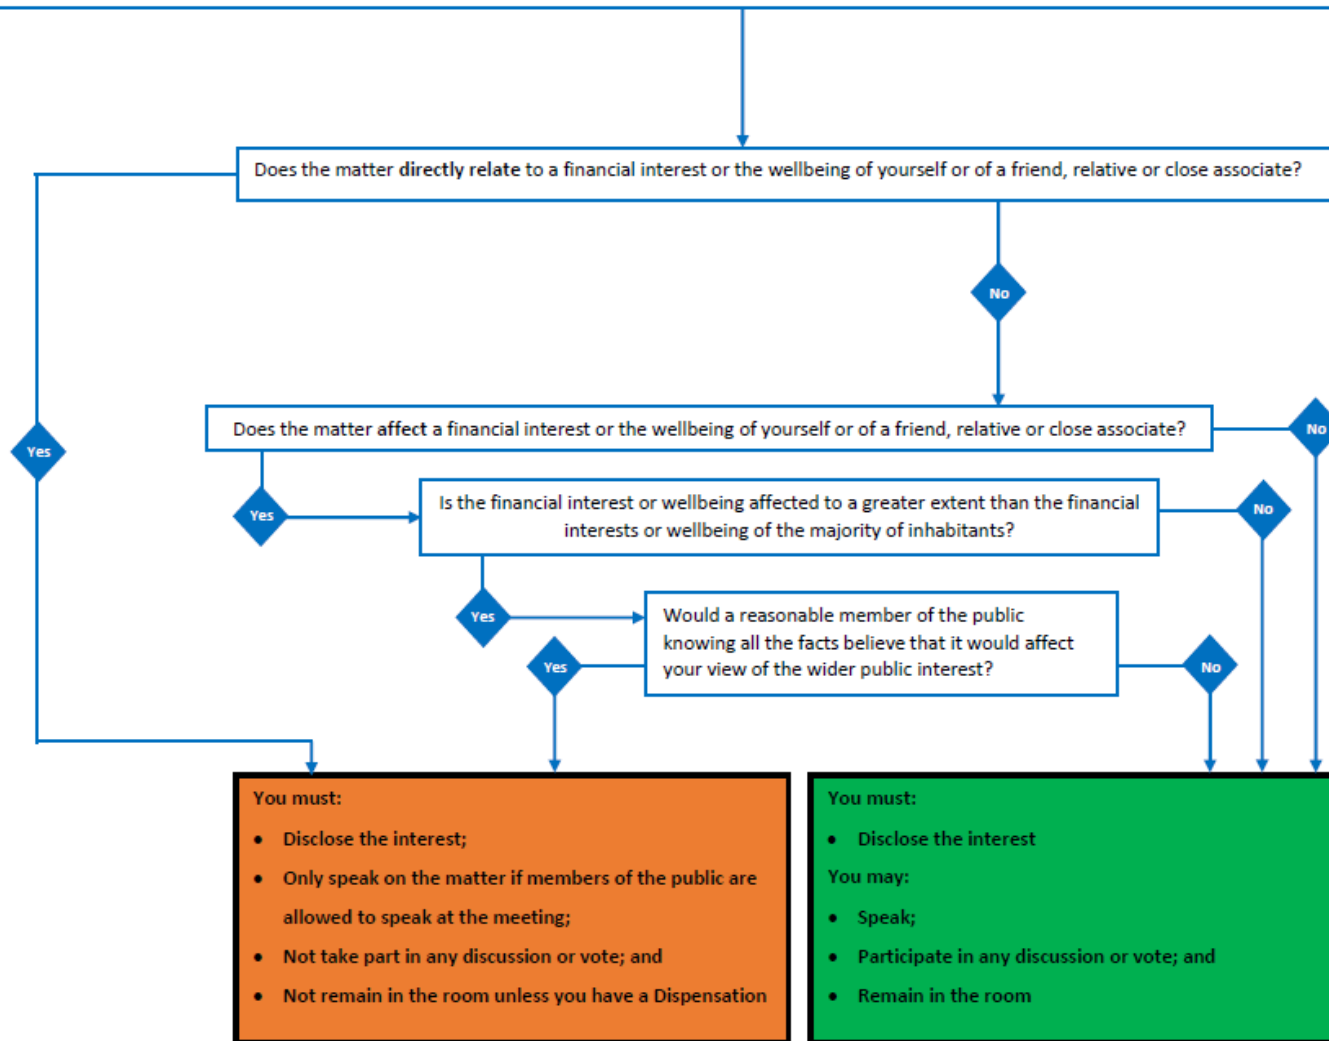 Does the matter directly relate to a financial interest or the wellbeing of yourself or of a friend, relative or close associate?
No
Yes
Does the matter affect a financial interest or the wellbeing of yourself or of a friend, relative or close associate?
No
Yes
Is the financial interest or wellbeing affected to a greater extent than the financial
interests or wellbeing of the majority of inhabitants?
No
Yes
Would a reasonable member of the public
knowing all the facts believe that it would affect
your view of the wider public interest?
Yes
No
You must:
• Disclose the interest;
• Only speak on the matter if members of the public are
allowed to speak at the meeting;
• Not take part in any discussion or vote; and
• Not remain in the room unless you have a Dispensation
You must:
• Disclose the interest
You may:
• Speak;
• Participate in any discussion or vote; and
• Remain in the room